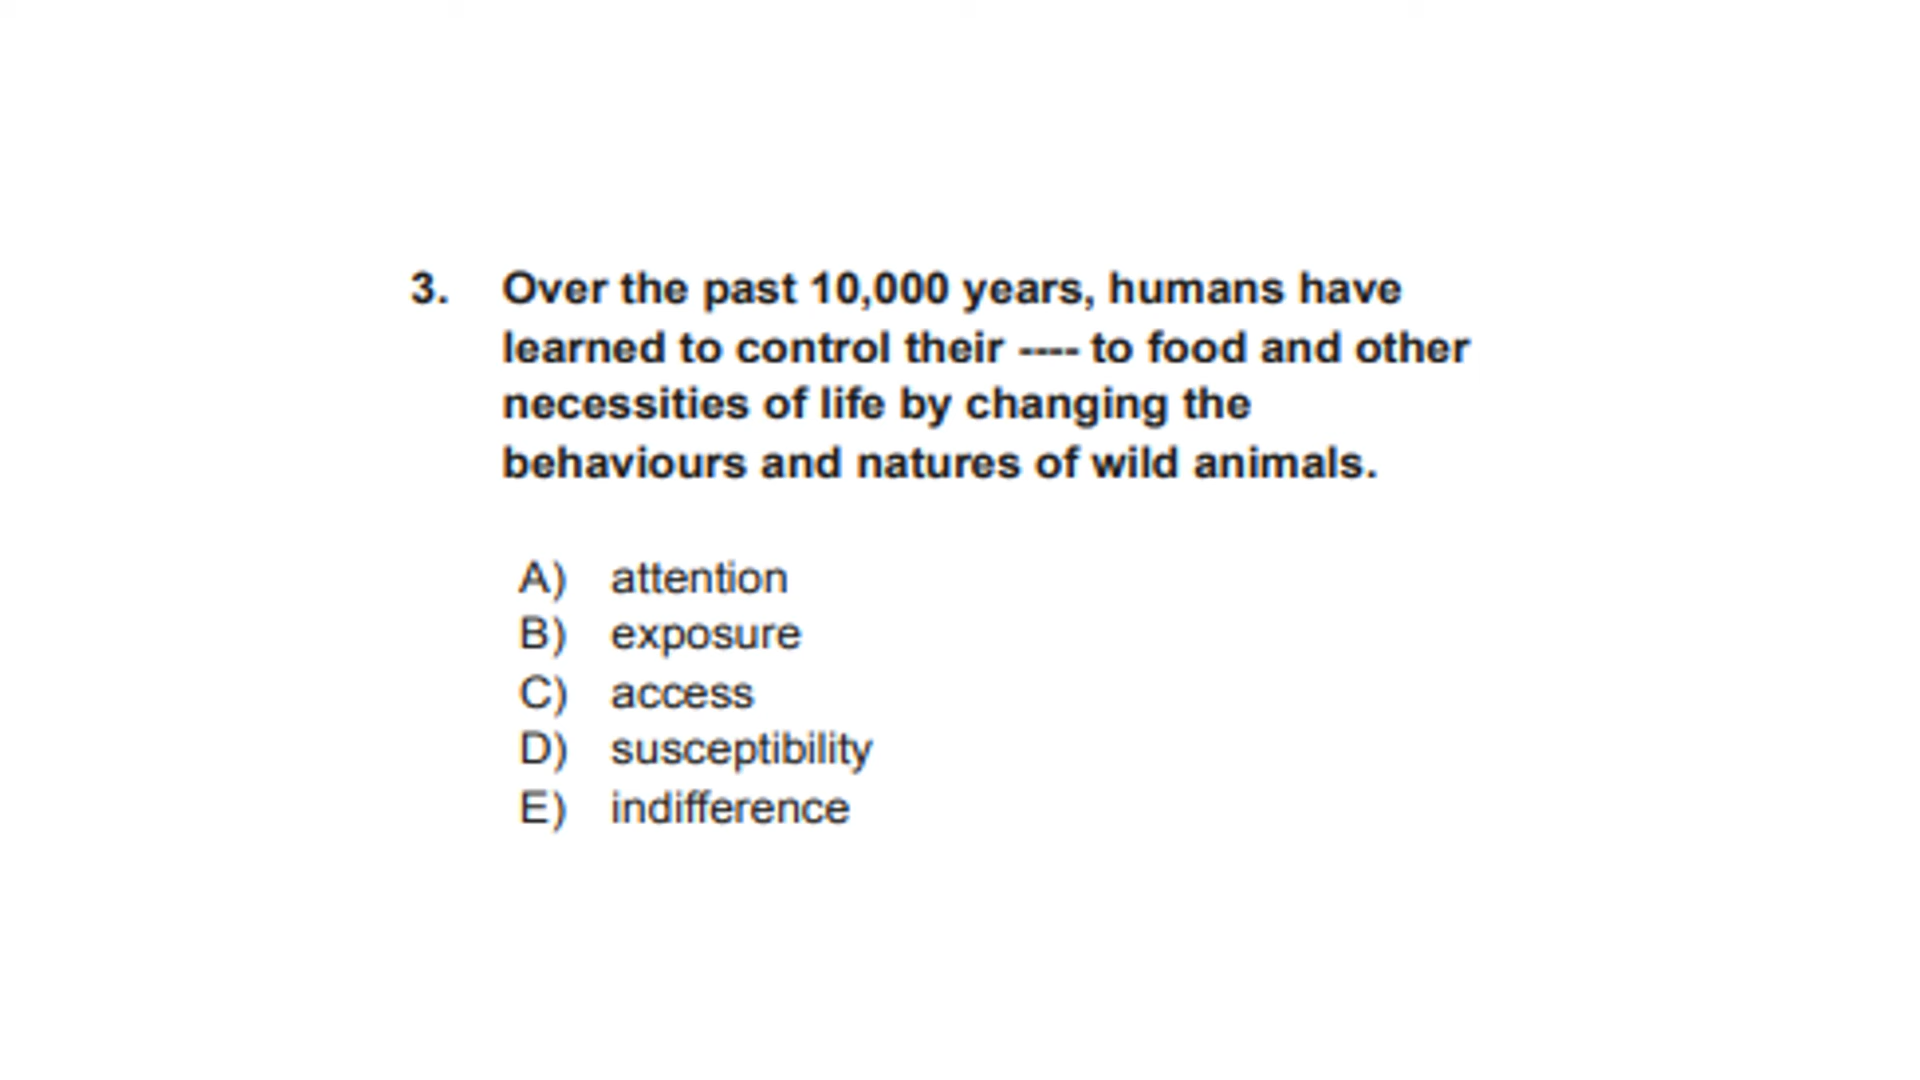 3. Over the past 10,000 years, humans have
learned to control their ---- to food and other
necessities of life by changing the
behaviours and natures of wild animals.
A) attention
B) exposure
C) access
D) susceptibility
E) indifference